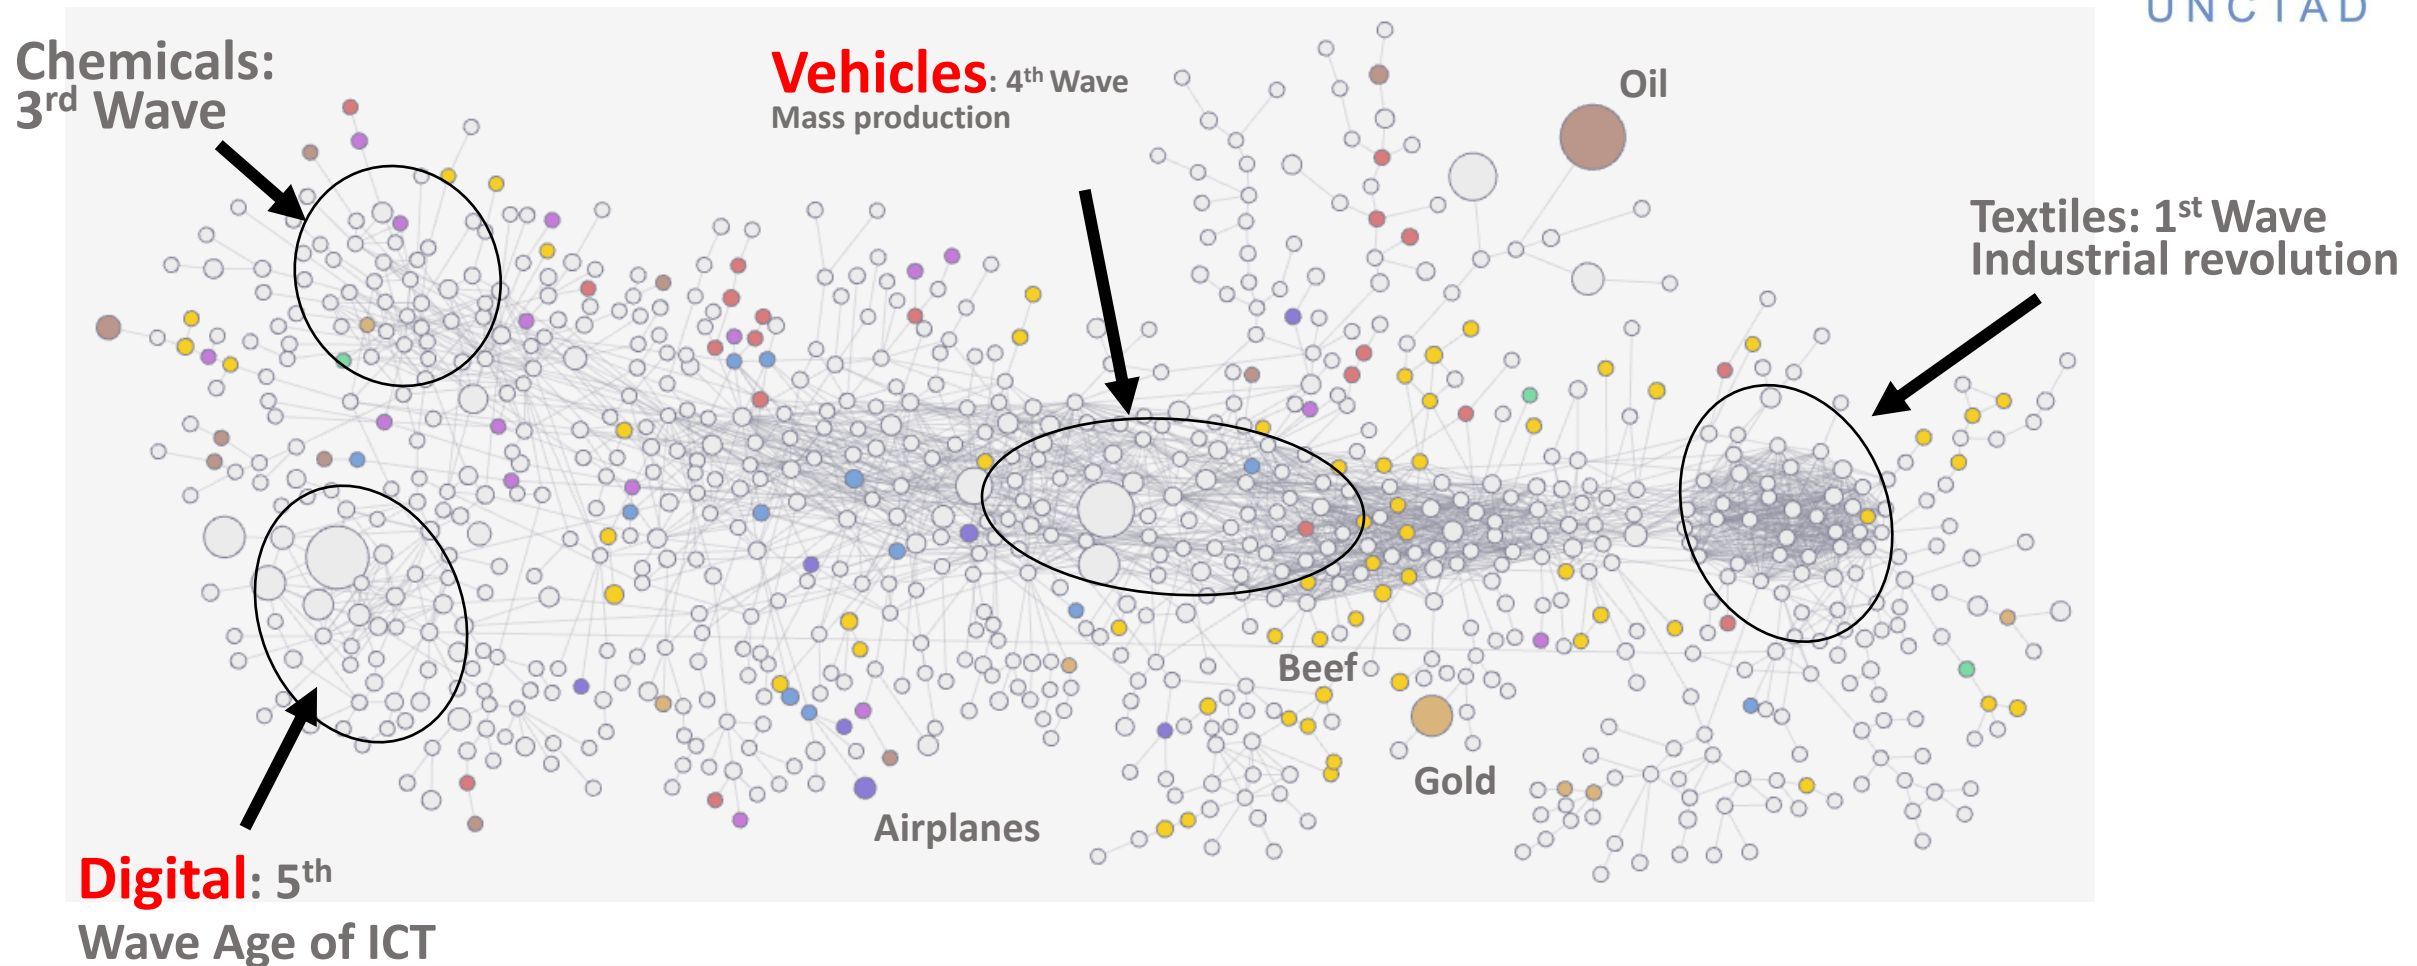 UNCTAD
Chemicals:
3rd Wave
Vehicles: 4th Wave
Mass production
Oil
Textiles: 1st Wave
Industrial revolution
Beef
Gold
Airplanes
Digital: 5th
Wave Age of ICT